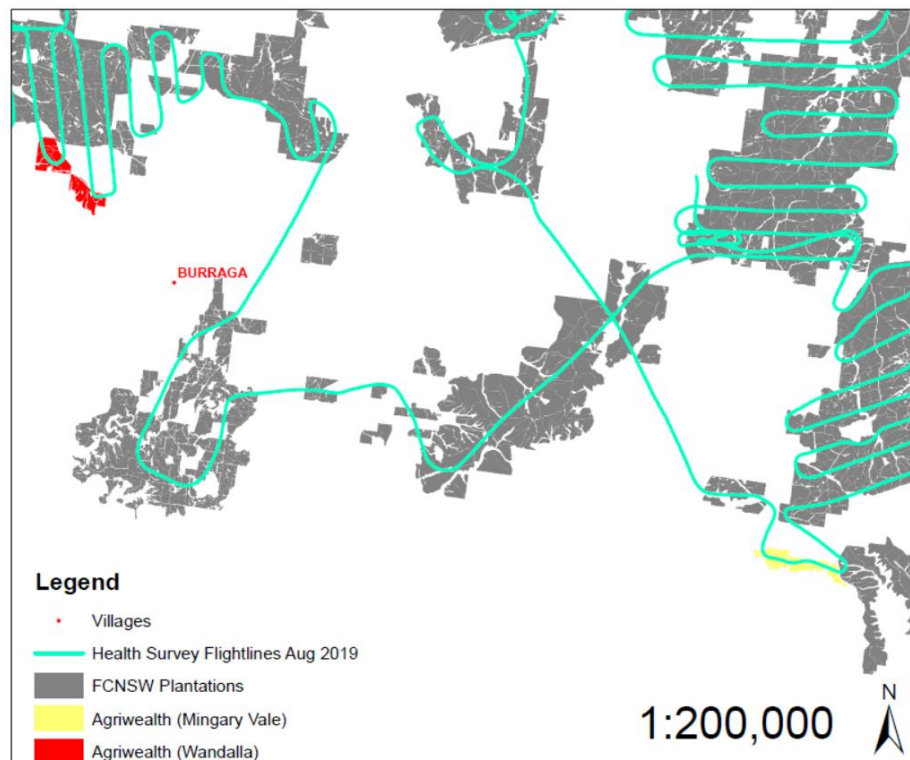 BURRAGA
Legend
Villages
Health Survey Flightlines Aug 2019
FCNSW Plantations
Agriwealth (Mingary Vale)
Agriwealth (Wandalla)
1:200,000
N